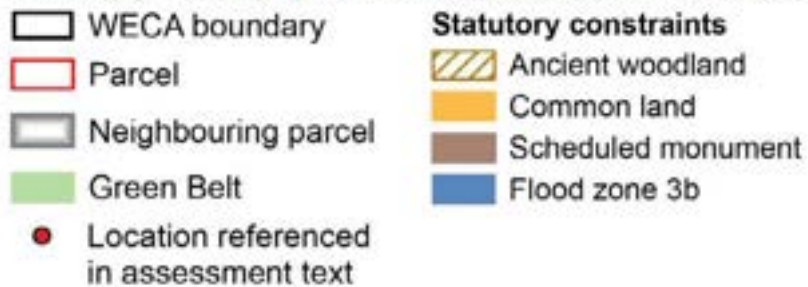 WECA boundary
Parcel
Neighbouring parcel
Green Belt
Location referenced
in assessment text
Statutory constraints
Ancient woodland
Common land
Scheduled monument
Flood zone 3b